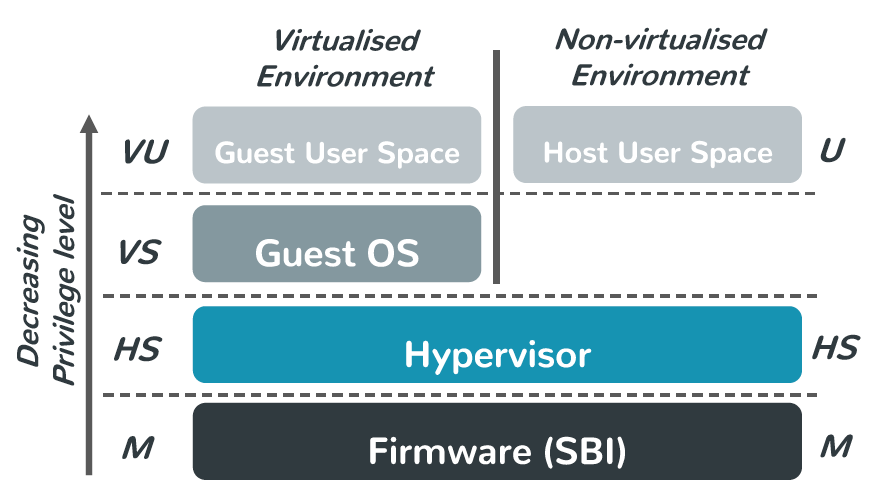 Virtualised
Environment
Non-virtualised
Environment
VU
Guest User Space
Host User Space
U
Decreasing
Privilege level
VS
Guest OS
HS
Hypervisor
HS
M
Firmware (SBI)
M